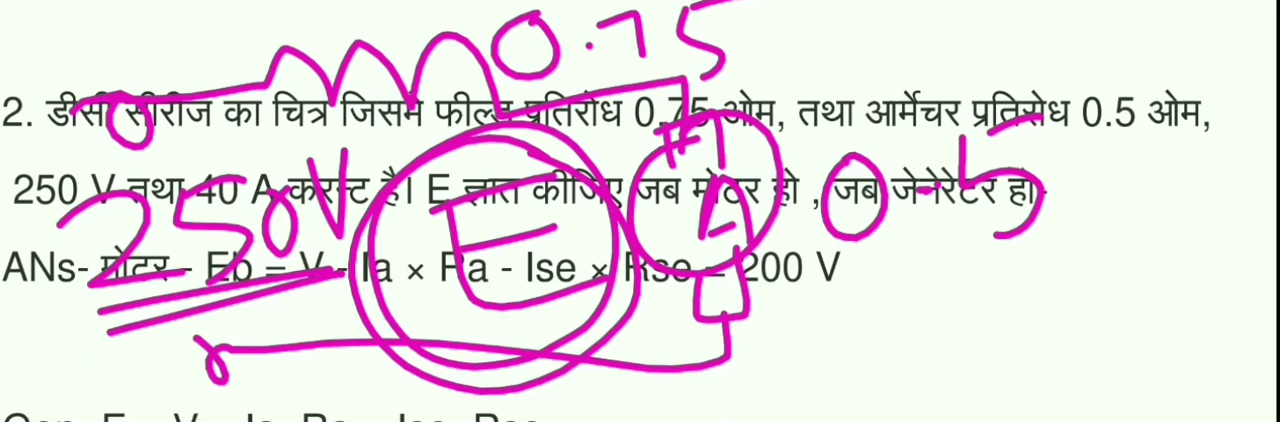 0.75
2. डीसी सीरीज का चित्र जिसमे फील्ड प्रतिरोध 0.75 ओम, तथा आर्मेचर प्रतिरोध 0.5 ओम,
250 V तथा 40 A करन्ट है। E ज्ञात कीजिए जब मोटर हो , जब जेनेरेटर हो-
250V E A 0-5
ANs- मोटर - Eb = V - Ia × Ra - Ise × Rse = 200 V